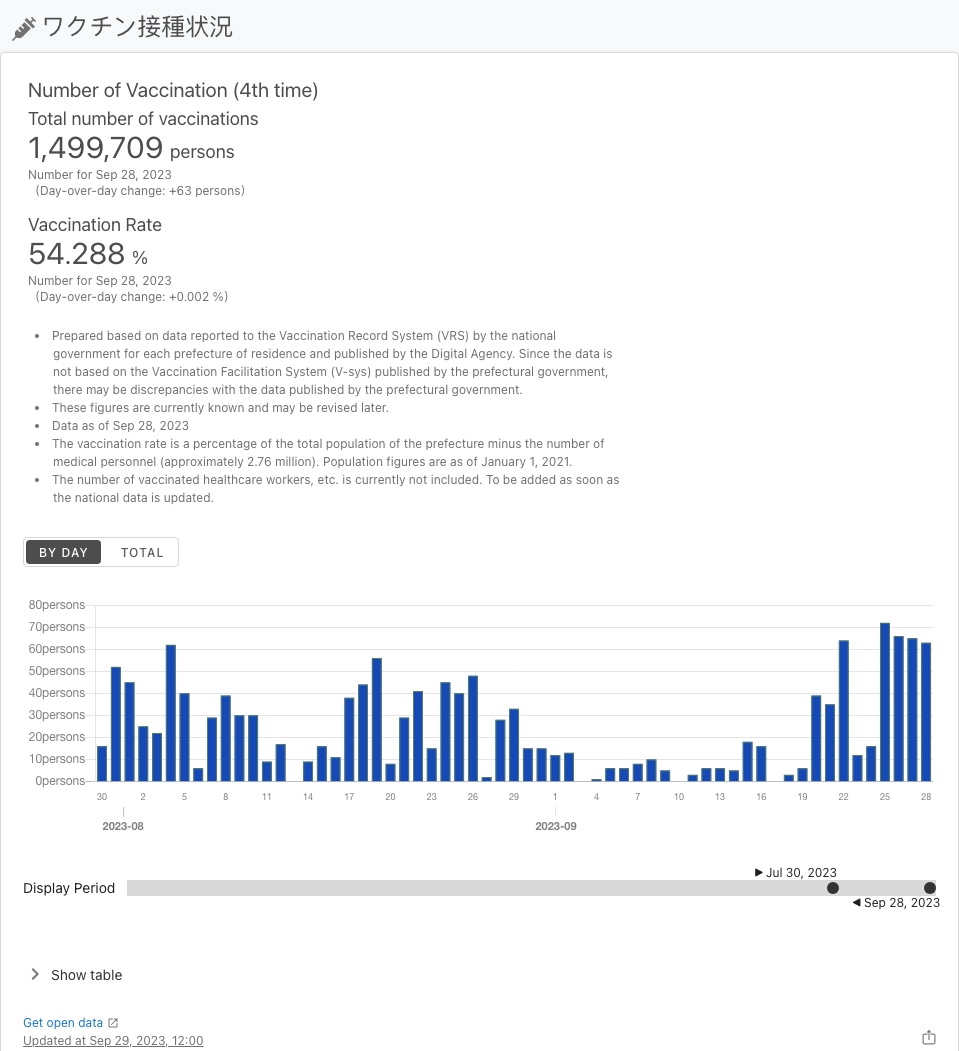 ワクチン接種状況
Number of Vaccination (4th time)
Total number of vaccinations
1,499,709 persons
Number for Sep 28, 2023
(Day-over-day change: +63 persons)
Vaccination Rate
54.288 %
Number for Sep 28, 2023
(Day-over-day change: +0.002 %)
• Prepared based on data reported to the Vaccination Record System (VRS) by the national
government for each prefecture of residence and published by the Digital Agency. Since the data is
not based on the Vaccination Facilitation System (V-sys) published by the prefectural government,
there may be discrepancies with the data published by the prefectural government.
• These figures are currently known and may be revised later.
• Data as of Sep 28, 2023
• The vaccination rate is a percentage of the total population of the prefecture minus the number of
medical personnel (approximately 2.76 million). Population figures are as of January 1, 2021.
• The number of vaccinated healthcare workers, etc. is currently not included. To be added as soon as
the national data is updated.
BY DAY TOTAL
80persons
70persons
60persons
50persons
40persons
30persons
20persons
10persons
0persons
30 2 5 8 11 14 17 20 23 26 29 1 4 7 10 13 16 19 22 25 28
2023-08 2023-09
Jul 30, 2023
Display Period
Sep 28, 2023
Show table
Get open data
Updated at Sep 29, 2023, 12:00